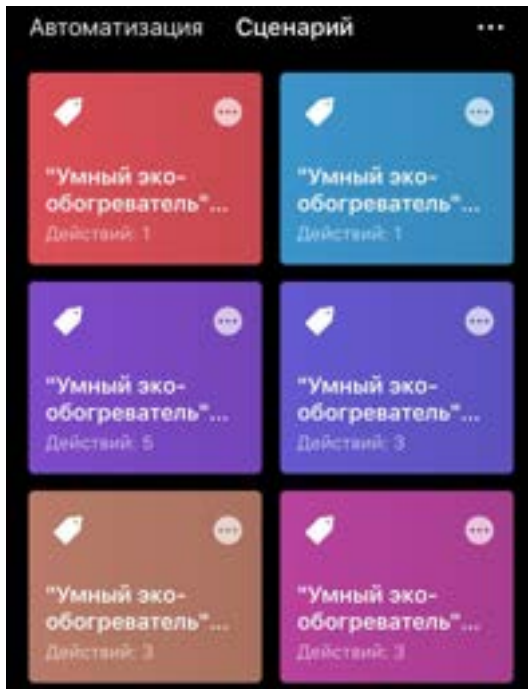 Автоматизация Сценарий
"Умный эко-
обогреватель"...
Действий: 1
"Умный эко-
обогреватель"...
Действий: 1
"Умный эко-
обогреватель"...
Действий: 5
"Умный эко-
обогреватель"...
Действий: 3
"Умный эко-
обогреватель"...
Действий: 3
"Умный эко-
обогреватель"...
Действий: 3